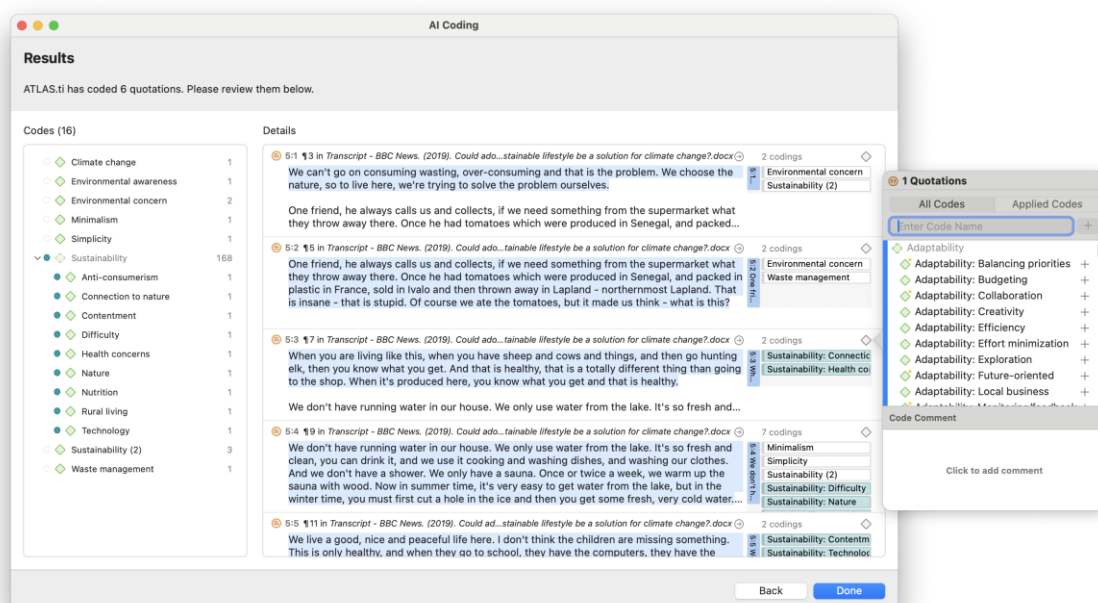 AI Coding
Results
ATLAS.ti has coded 6 quotations. Please review them below.
Codes (16)
Climate change 1
Environmental awareness 1
Environmental concern 2
Minimalism 1
Simplicity 1
Sustainability 168
Anti-consumerism 1
Connection to nature 1
Contentment 1
Difficulty 1
Health concerns 1
Nature 1
Nutrition 1
Rural living 1
Technology 1
Sustainability (2) 3
Waste management 1
Details
5:1 ¶3 in Transcript - BBC News. (2019). Could ado...stainable lifestyle be a solution for climate change?.docx
2 codings
We can't go on consuming wasting, over-consuming and that is the problem. We choose the
nature, so to live here, we're trying to solve the problem ourselves.
One friend, he always calls us and collects, if we need something from the supermarket what
they throw away there. Once he had tomatoes which were produced in Senegal, and packed...
5:1...
Environmental concern
Sustainability (2)
5:2 ¶5 in Transcript - BBC News. (2019). Could ado...tainable lifestyle be a solution for climate change?.docx
2 codings
One friend, he always calls us and collects, if we need something from the supermarket what
they throw away there. Once he had tomatoes which were produced in Senegal, and packed in
plastic in France, sold in Ivalo and then thrown away in Lapland - northernmost Lapland. That
is insane - that is stupid. Of course we ate the tomatoes, but it made us think - what is this?
5:2 One fri...
Environmental concern
Waste management
5:3 ¶7 in Transcript - BBC News. (2019). Could ado...tainable lifestyle be a solution for climate change?.docx
2 codings
When you are living like this, when you have sheep and cows and things, and then go hunting
elk, then you know what you get. And that is healthy, that is a totally different thing than going
to the shop. When it's produced here, you know what you get and that is healthy.
We don't have running water in our house. We only use water from the lake. It's so fresh and...
5:3 Wh...
Sustainability: Connectic
Sustainability: Health co
5:4 ¶9 in Transcript - BBC News. (2019). Could ado...tainable lifestyle be a solution for climate change?.docx
7 codings
We don't have running water in our house. We only use water from the lake. It's so fresh and
clean, you can drink it, and we use it cooking and washing dishes, and washing our clothes.
And we don't have a shower. We only have a sauna. Once or twice a week, we warm up the
sauna with wood. Now in summer time, it's very easy to get water from the lake, but in the
winter time, you must first cut a hole in the ice and then you get some fresh, very cold water....
5:4 We don't h...
Minimalism
Simplicity
Sustainability (2)
Sustainability: Difficulty
Sustainability: Nature
5:5 ¶11 in Transcript - BBC News. (2019). Could ad...stainable lifestyle be a solution for climate change?.docx
2 codings
We live a good, nice and peaceful life here. I don't think the children are missing something.
This is only healthy, and when they go to school, they have the computers, they have the
5:5 W
Sustainability: Contentm
Sustainability: Technolog
Back
Done
1 Quotations
All Codes
Applied Codes
Enter Code Name
Adaptability
Adaptability: Balancing priorities
Adaptability: Budgeting
Adaptability: Collaboration
Adaptability: Creativity
Adaptability: Efficiency
Adaptability: Effort minimization
Adaptability: Exploration
Adaptability: Future-oriented
Adaptability: Local business
Code Comment
Click to add comment